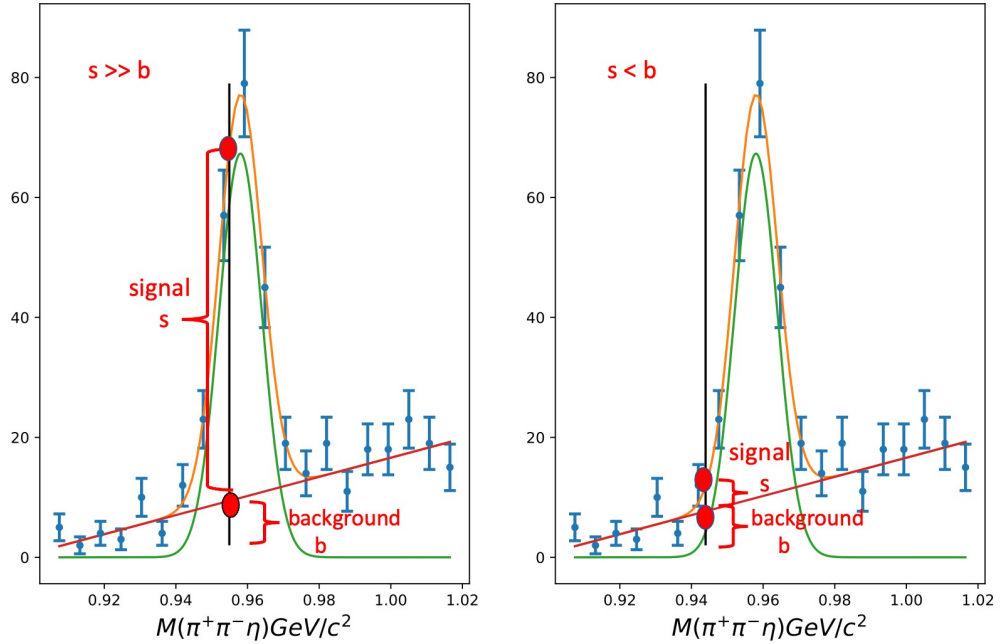 s >> b
80
60
40
20
0
signal
s
background
b
0.92
0.94
0.96
0.98
1.00
1.02
M(π⁺π⁻η)GeV/c²
s < b
80
60
40
20
0
signal
s
background
b
0.92
0.94
0.96
0.98
1.00
1.02
M(π⁺π⁻η)GeV/c²